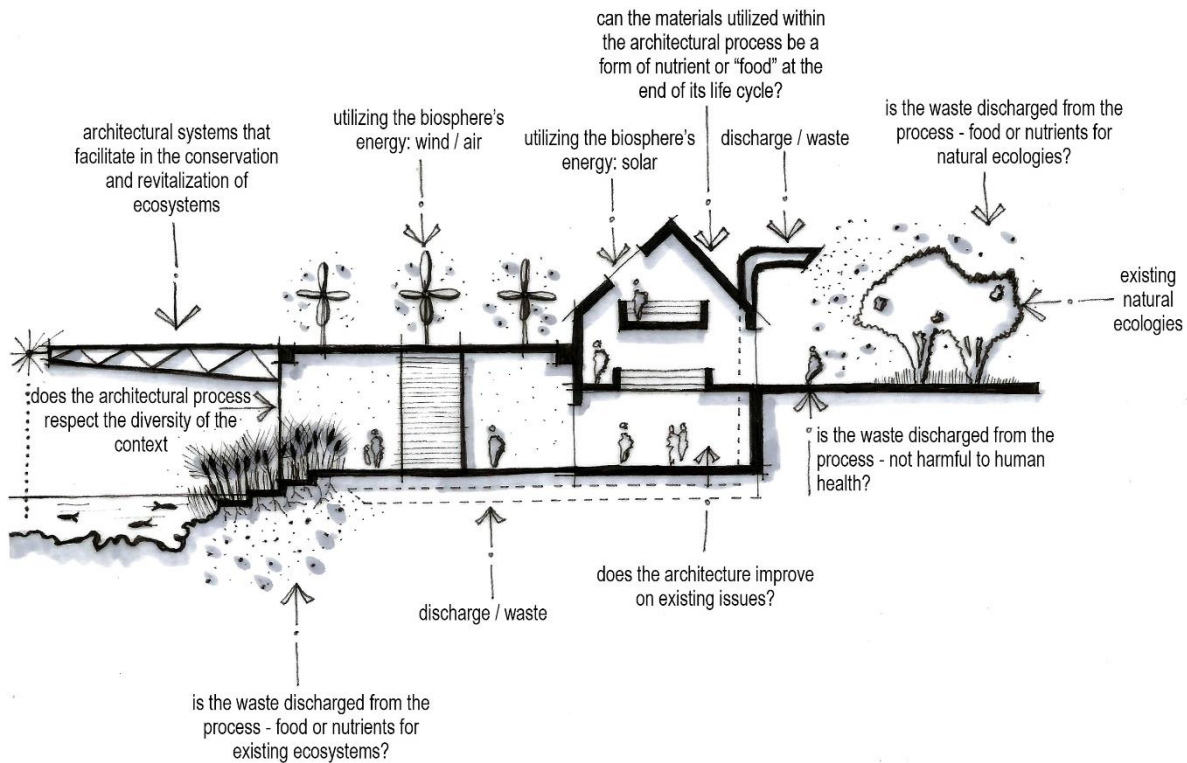 can the materials utilized within
the architectural process be a
form of nutrient or “food” at the
end of its life cycle?
architectural systems that
facilitate in the conservation
and revitalization of
ecosystems
utilizing the biosphere’s
energy: wind / air
utilizing the biosphere’s
energy: solar
discharge / waste
is the waste discharged from the
process - food or nutrients for
natural ecologies?
existing
natural
ecologies
does the architectural process
respect the diversity of the
context
is the waste discharged from the
process - not harmful to human
health?
does the architecture improve
on existing issues?
discharge / waste
is the waste discharged from the
process - food or nutrients for
existing ecosystems?